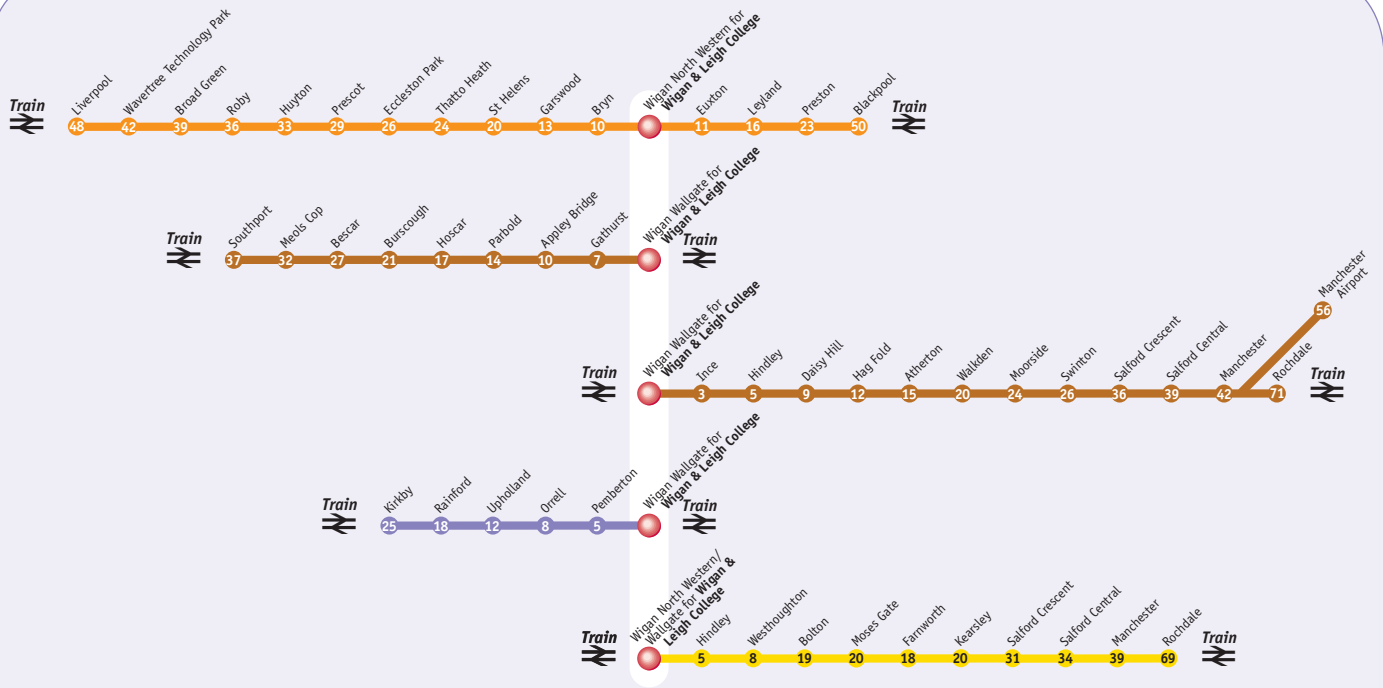 Train
Liverpool
Wavertree Technology Park
Broad Green
Roby
Huyton
Prescot
Eccleston Park
Thatto Heath
St Helens
Garswood
Bryn
Wigan North Western for
Wigan & Leigh College
Euxton
Leyland
Preston
Blackpool
Train
48
42
39
36
33
29
26
24
20
13
10
11
16
23
50
Train
Southport
Meols Cop
Bescar
Burscough
Hoscar
Parbold
Appley Bridge
Gathurst
Wigan Wallgate for
Wigan & Leigh College
Train
37
32
27
21
17
14
10
7
Train
Wigan Wallgate for
Wigan & Leigh College
Ince
Hindley
Daisy Hill
Hag Fold
Atherton
Walkden
Moorside
Swinton
Salford Crescent
Salford Central
Manchester
Manchester
Airport
56
Rochdale
Train
3
5
9
12
15
20
24
26
36
39
42
71
Train
Kirkby
Rainford
Upholland
Orrell
Pemberton
Wigan Wallgate for
Wigan & Leigh College
Train
25
18
12
8
5
Train
Wigan North Western/
Wallgate for Wigan &
Leigh College
Hindley
Westhoughton
Bolton
Moses Gate
Farnworth
Kearsley
Salford Crescent
Salford Central
Manchester
Rochdale
Train
5
8
19
20
18
20
31
34
39
69